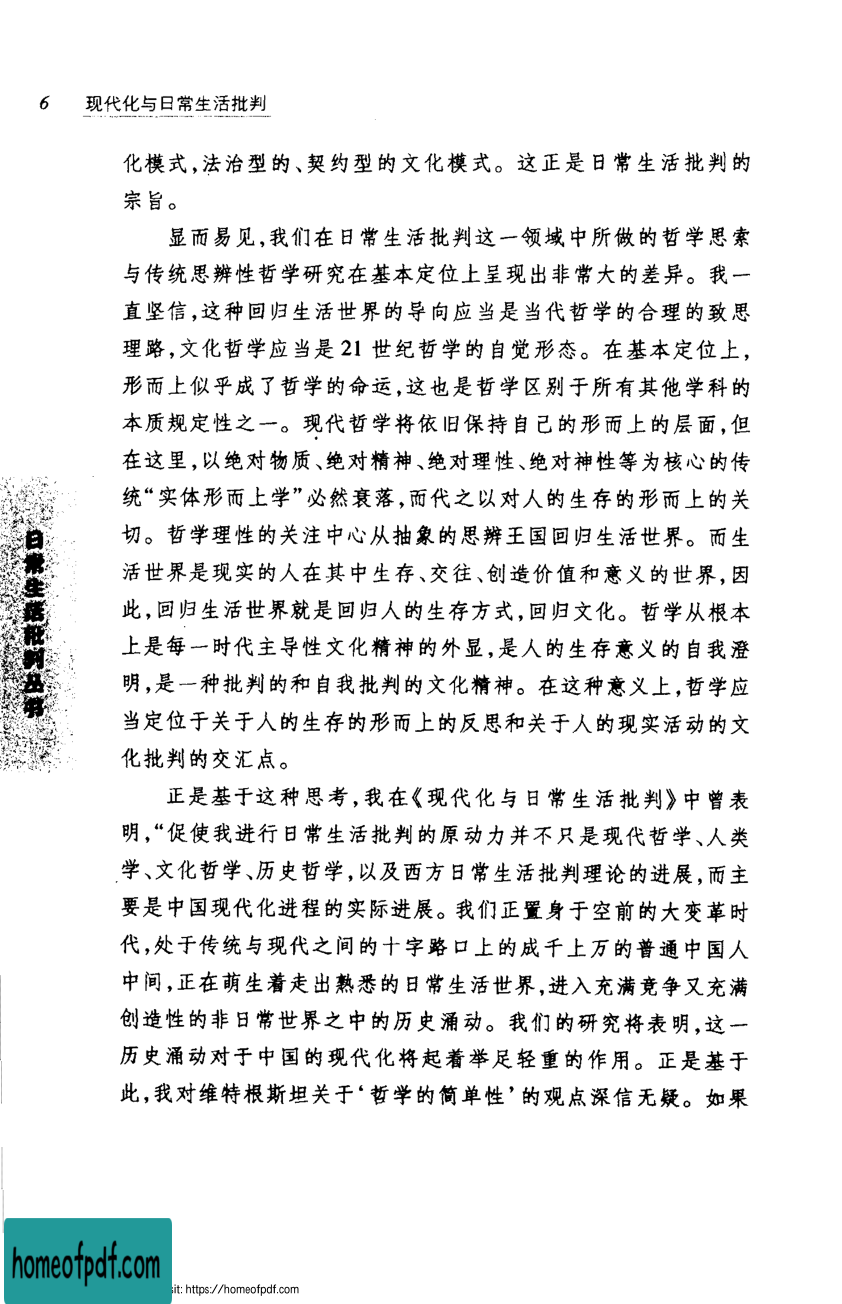 6 现代化与日常生活批判
化模式,法治型的、契约型的文化模式。这正是日常生活批判的
宗旨。
显而易见,我们在日常生活批判这一领域中所做的哲学思索
与传统思辨性哲学研究在基本定位上呈现出非常大的差异。我一
直坚信,这种回归生活世界的导向应当是当代哲学的合理的致思
理路,文化哲学应当是21世纪哲学的自觉形态。在基本定位上,
形而上似乎成了哲学的命运,这也是哲学区别于所有其他学科的
本质规定性之一。现代哲学将依旧保持自己的形而上的层面,但
在这里,以绝对物质、绝对精神、绝对理性、绝对神性等为核心的传
统“实体形而上学”必然衰落,而代之以对人的生存的形而上的关
切。哲学理性的关注中心从抽象的思辨王国回归生活世界。而生
活世界是现实的人在其中生存、交往、创造价值和意义的世界,因
此,回归生活世界就是回归人的生存方式,回归文化。哲学从根本
上是每一时代主导性文化精神的外显,是人的生存意义的自我澄
明,是一种批判的和自我批判的文化精神。在这种意义上,哲学应
当定位于关于人的生存的形而上的反思和关于人的现实活动的文
化批判的交汇点。
正是基于这种思考,我在《现代化与日常生活批判》中曾表
明,“促使我进行日常生活批判的原动力并不只是现代哲学、人类
学、文化哲学、历史哲学,以及西方日常生活批判理论的进展,而主
要是中国现代化进程的实际进展。我们正置身于空前的大变革时
代,处于传统与现代之间的十字路口上的成千上万的普通中国人
中间,正在萌生着走出熟悉的日常生活世界,进入充满竞争又充满
创造性的非日常世界之中的历史涌动。我们的研究将表明,这一
历史涌动对于中国的现代化将起着举足轻重的作用。正是基于
此,我对维特根斯坦关于‘哲学的简单性’的观点深信无疑。如果
日常生活批判丛书
homeofpdf.com
sit: https://homeofpdf.com